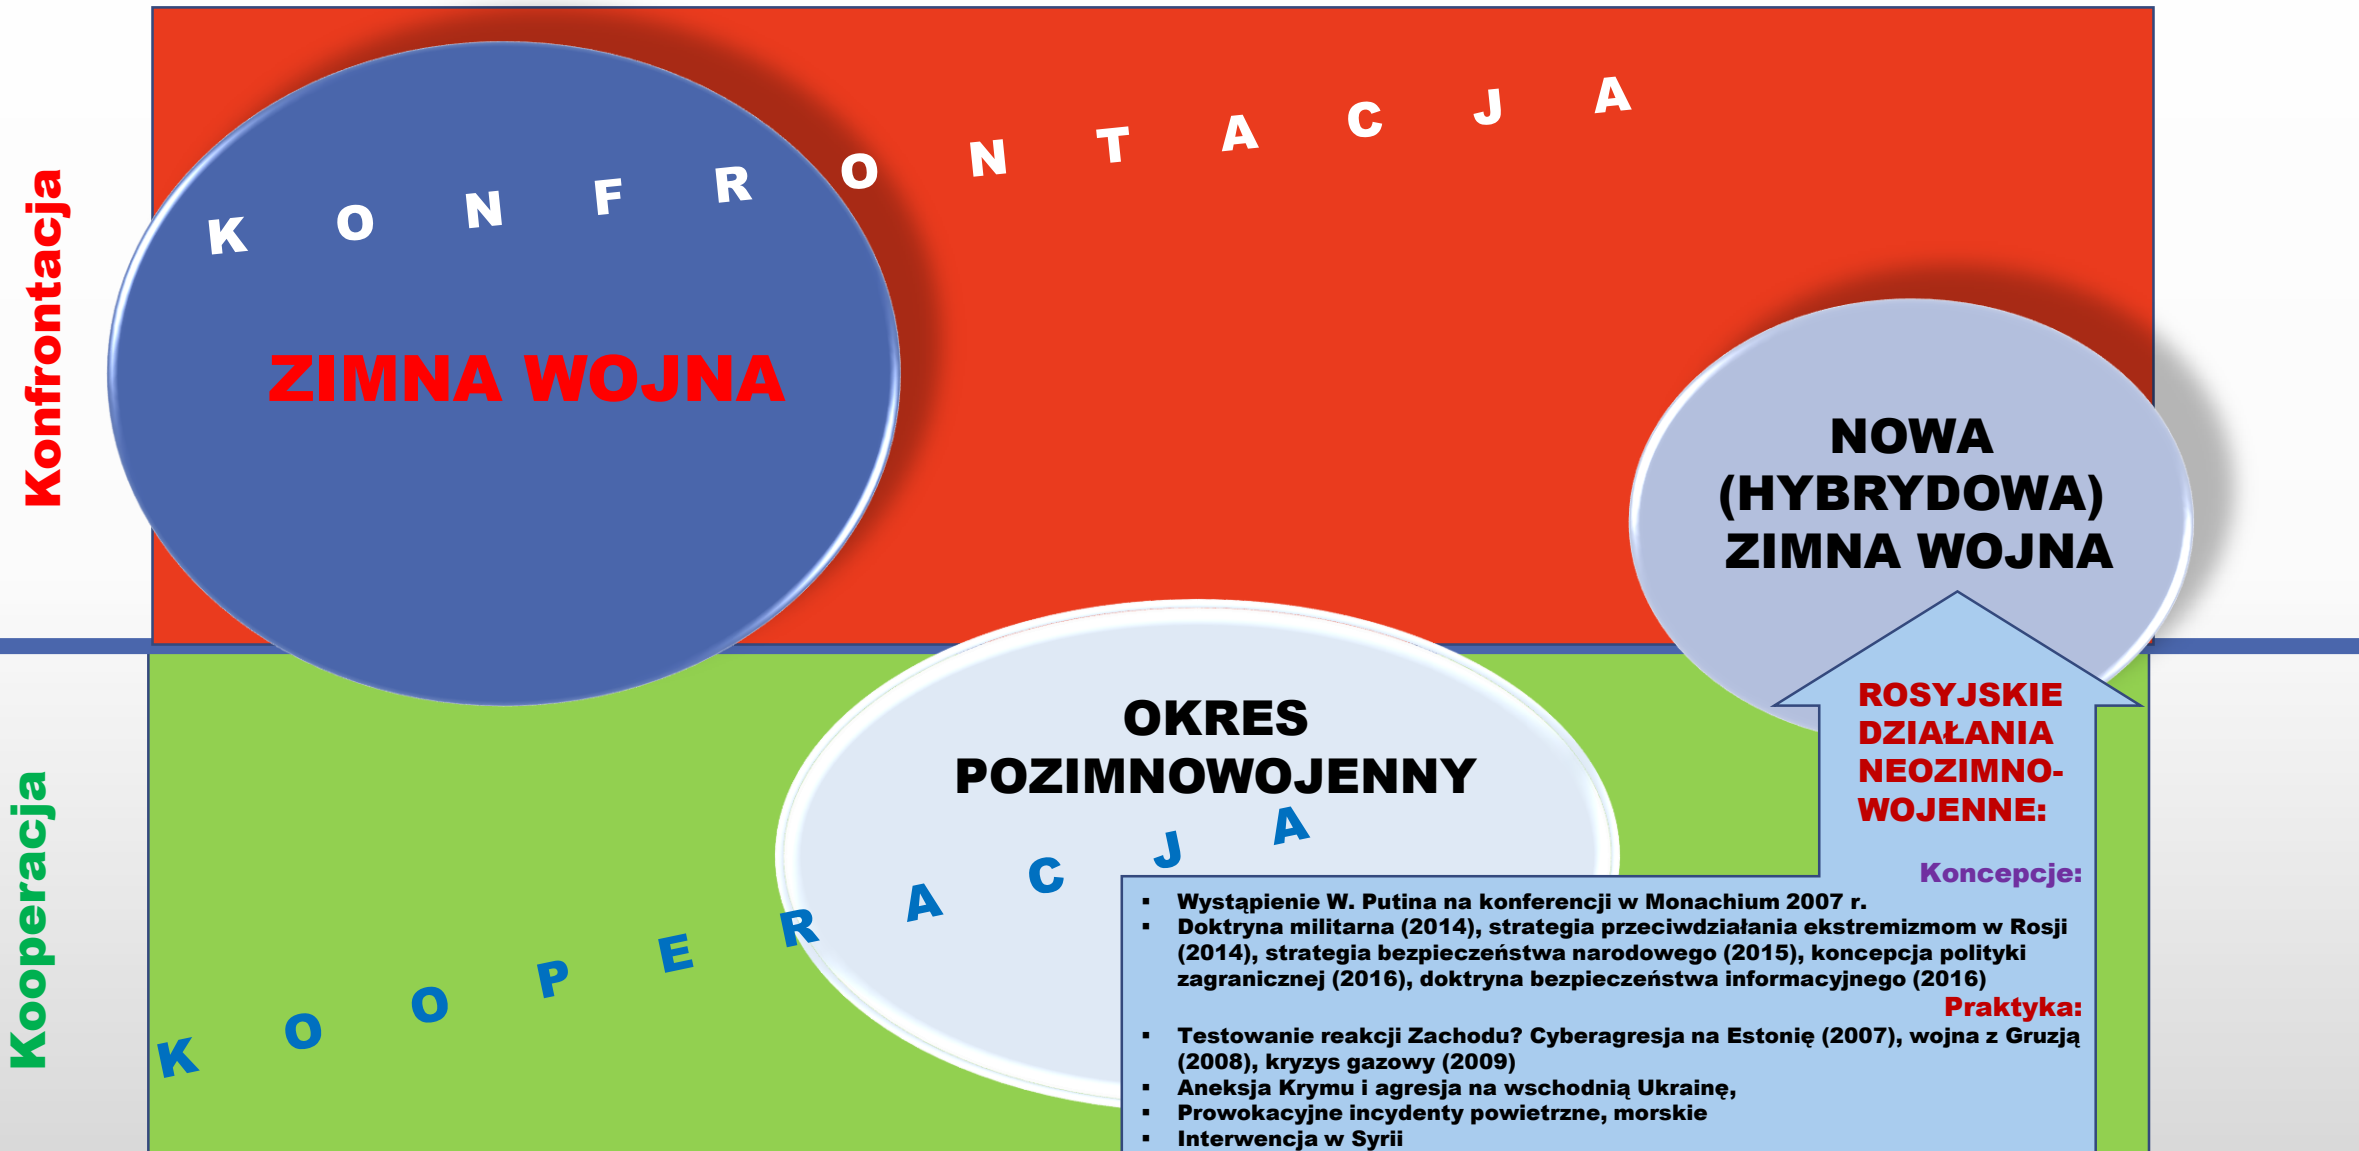 Konfrontacja
K O N F R O N T A C J A
ZIMNA WOJNA
NOWA
(HYBRYDOWA)
ZIMNA WOJNA
Kooperacja
OKRES
POZIMNOWOJENNY
K O O P E R A C J A
ROSYJSKIE
DZIAŁANIA
NEOZIMNO-
WOJENNE:
Koncepcje:
▪ Wystąpienie W. Putina na konferencji w Monachium 2007 r.
▪ Doktryna militarna (2014), strategia przeciwdziałania ekstremizmom w Rosji
(2014), strategia bezpieczeństwa narodowego (2015), koncepcja polityki
zagranicznej (2016), doktryna bezpieczeństwa informacyjnego (2016)
Praktyka:
▪ Testowanie reakcji Zachodu? Cyberagresja na Estonię (2007), wojna z Gruzją
(2008), kryzys gazowy (2009)
▪ Aneksja Krymu i agresja na wschodnią Ukrainę,
▪ Prowokacyjne incydenty powietrzne, morskie
▪ Interwencja w Syrii